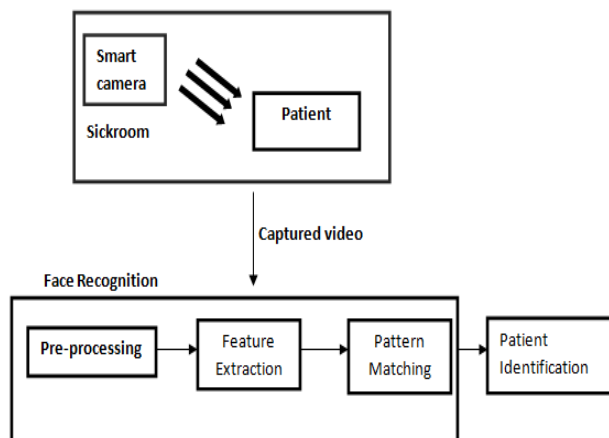 Smart
camera
Patient
Sickroom
Captured video
Face Recognition
Pre-processing
Feature
Extraction
Pattern
Matching
Patient
Identification